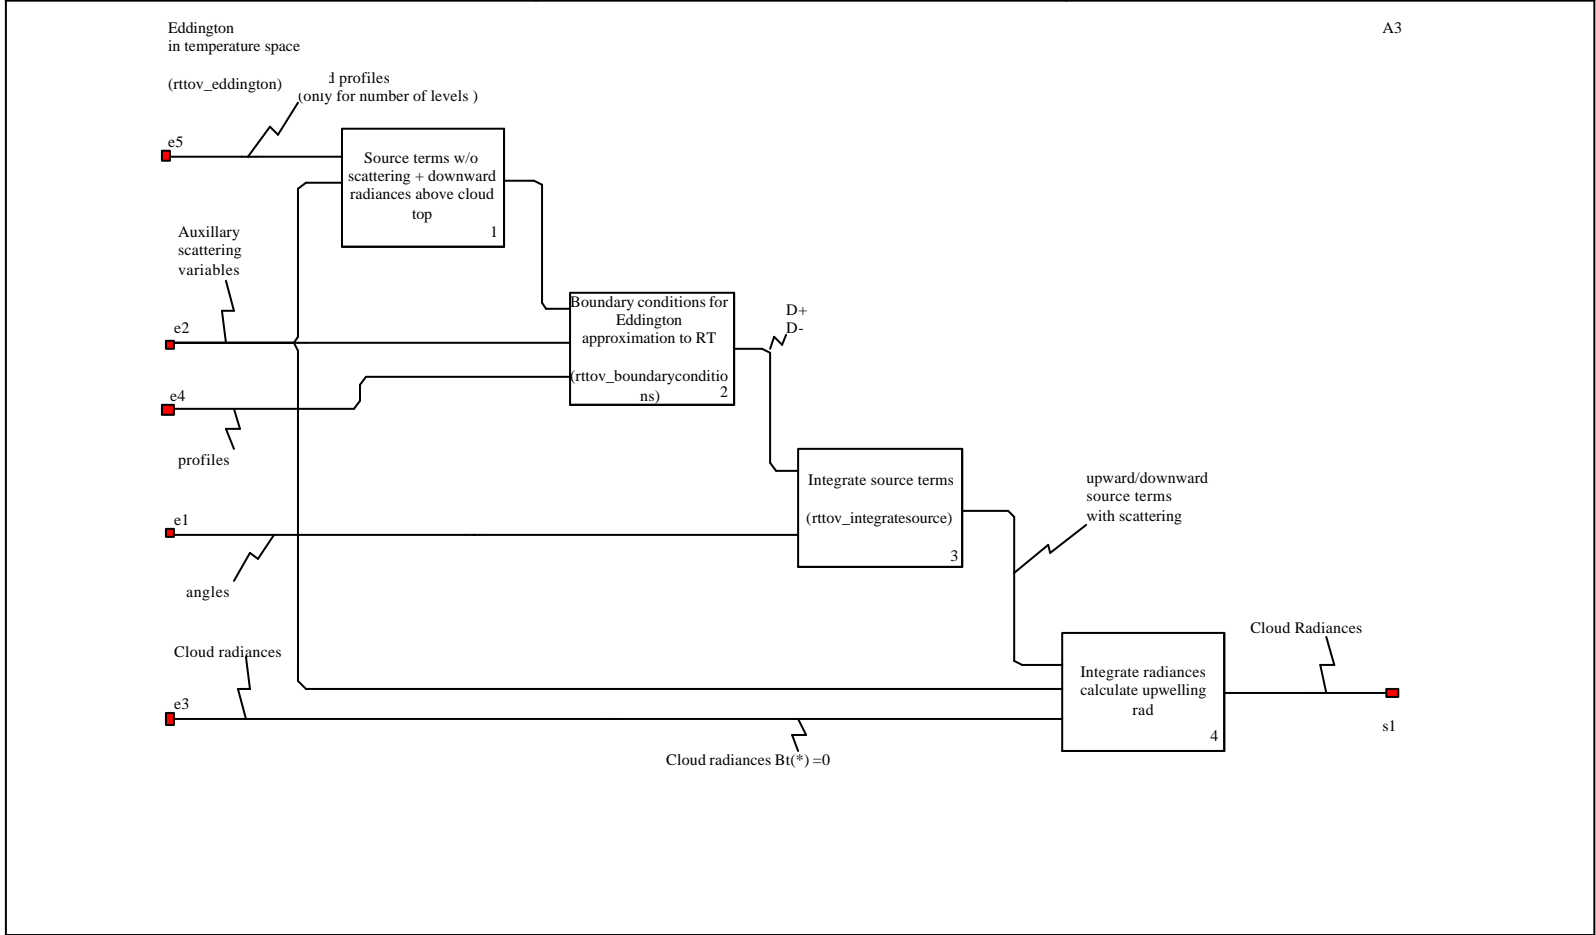 Eddington
in temperature space
A3
(rttov_eddington)
profiles
(only for number of levels )
e5
Source terms w/o
scattering + downward
radiances above cloud
top
1
Auxillary
scattering
variables
e2
Boundary conditions for
Eddington
approximation to RT
(rttov_boundaryconditio
ns)
2
D+
D-
e4
profiles
Integrate source terms
(rttov_integratesource)
3
upward/downward
source terms
with scattering
e1
angles
Cloud radiances
e3
Cloud radiances Bt(*) =0
Integrate radiances
calculate upwelling
rad
4
Cloud Radiances
s1